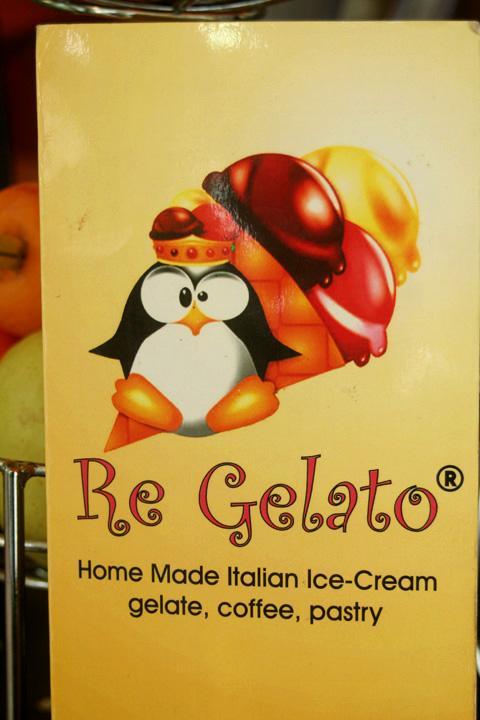 Re Gelato®
Home Made Italian Ice-Cream
gelate, coffee, pastry